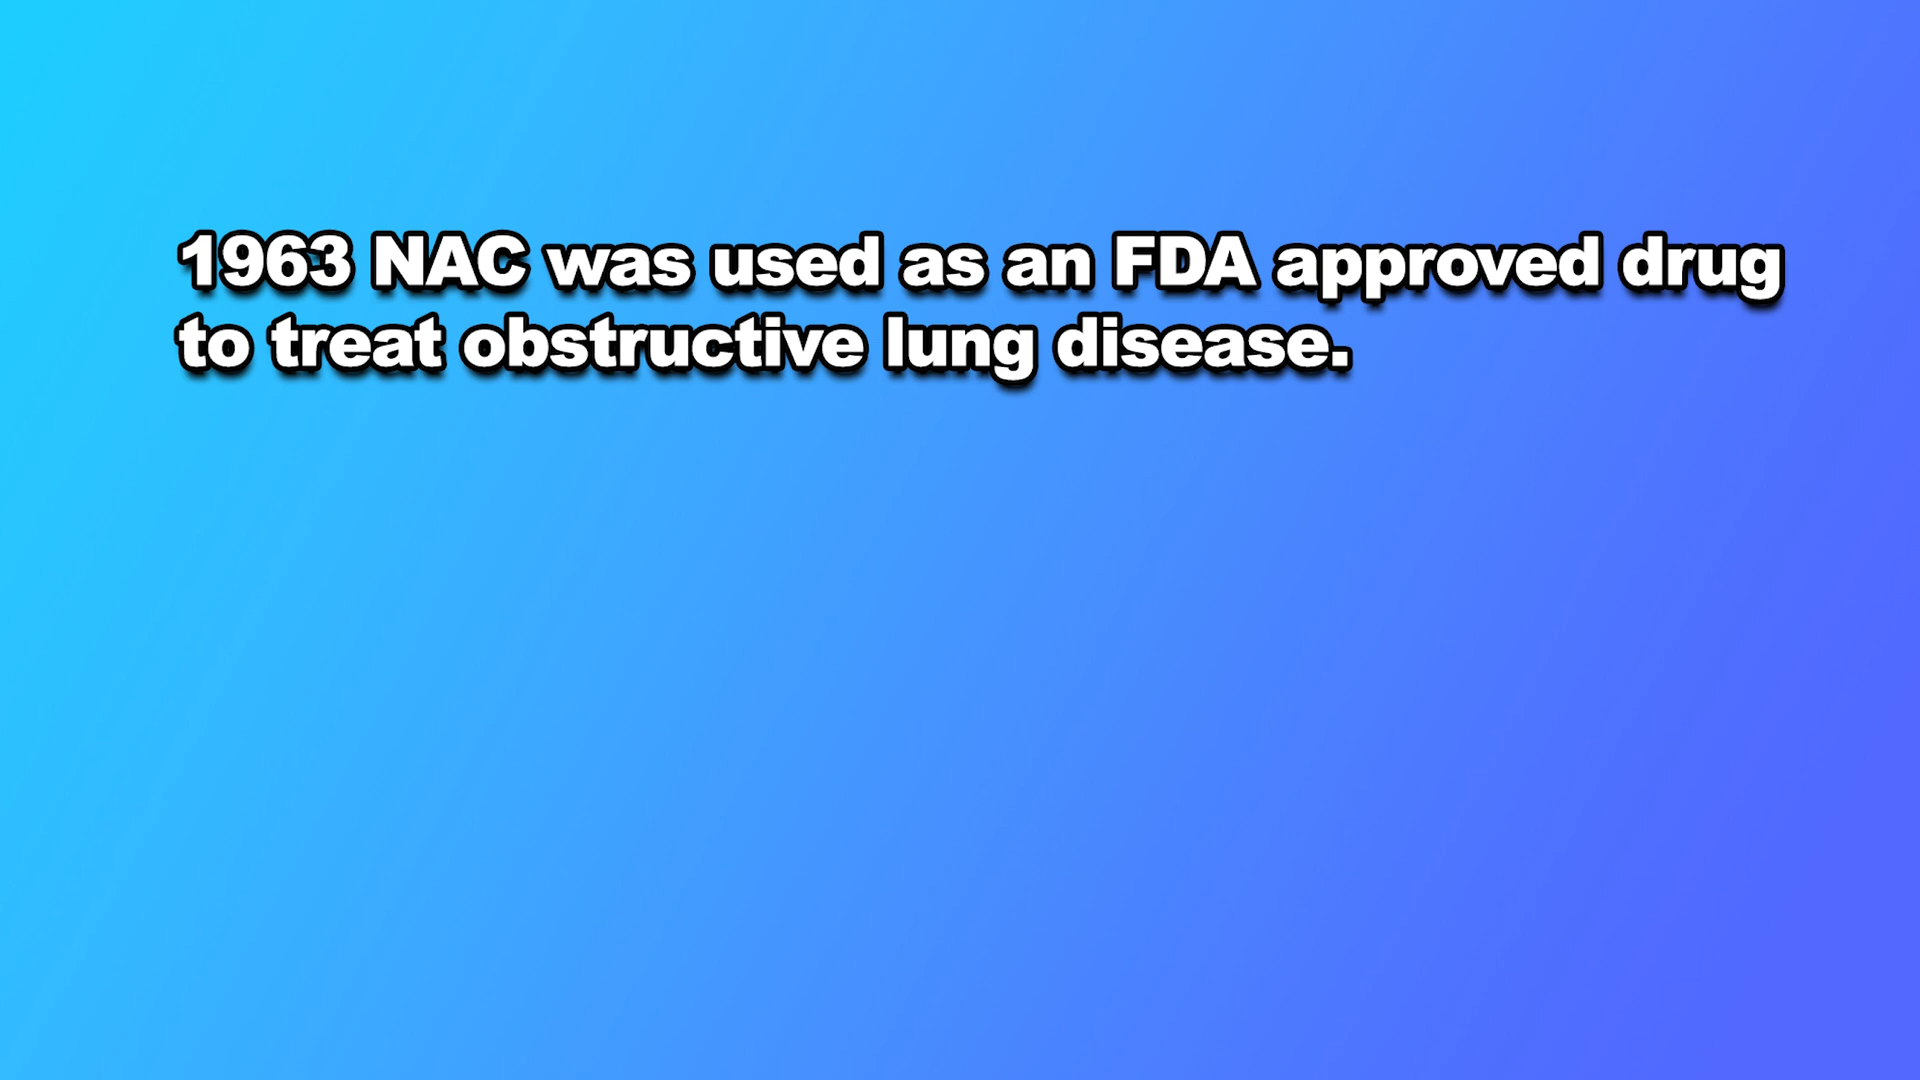 1963 NAC was used as an FDA approved drug
to treat obstructive lung disease.